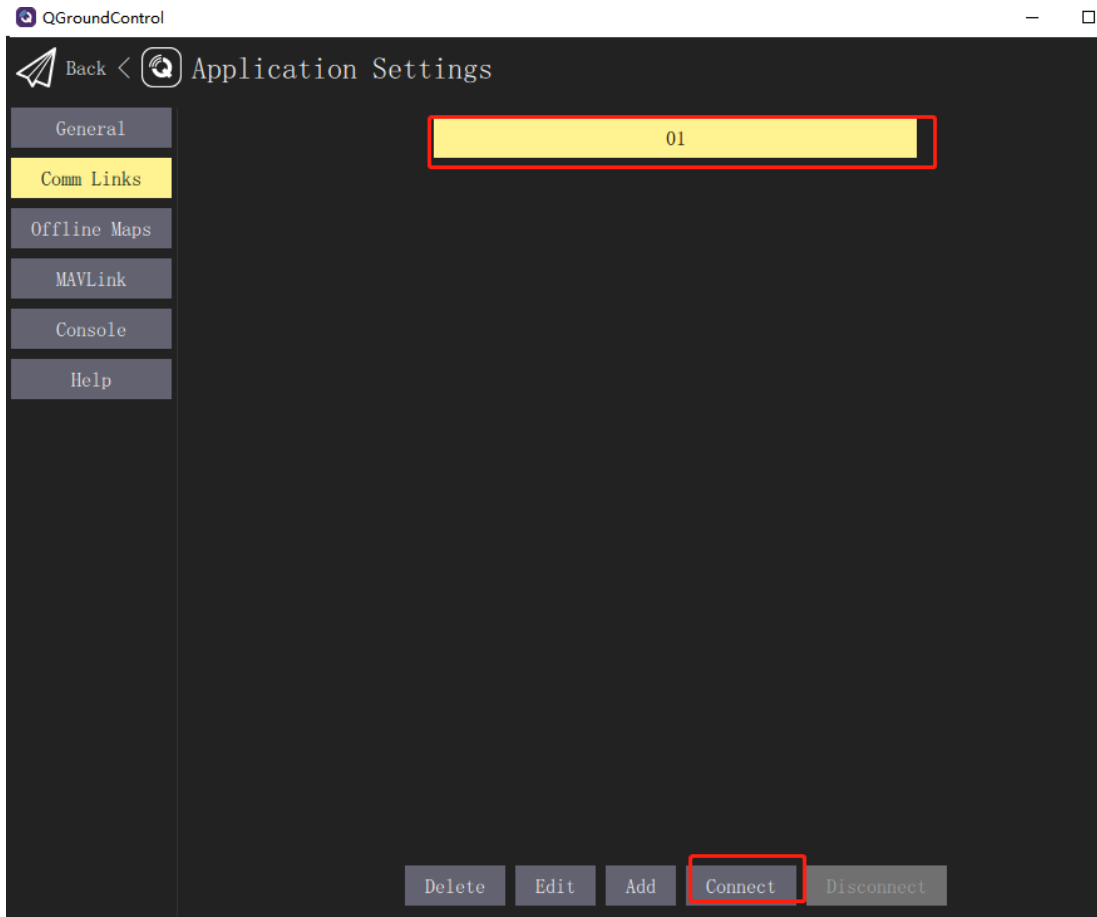 QGroundControl
Back < Application Settings
General
01
Comm Links
Offline Maps
MAVLink
Console
Help
Delete Edit Add Connect Disconnect